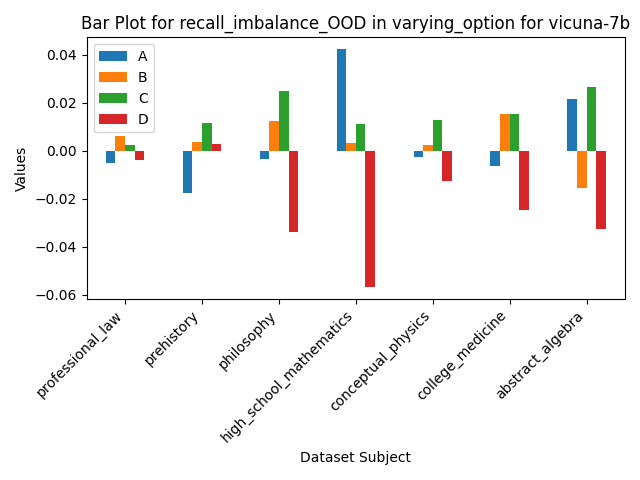 Bar Plot for recall_imbalance_OOD in varying_option for vicuna-7b
A
B
C
D
0.04
0.02
0.00
−0.02
−0.04
−0.06
Values
professional_law
prehistory
philosophy
high_school_mathematics
conceptual_physics
college_medicine
abstract_algebra
Dataset Subject